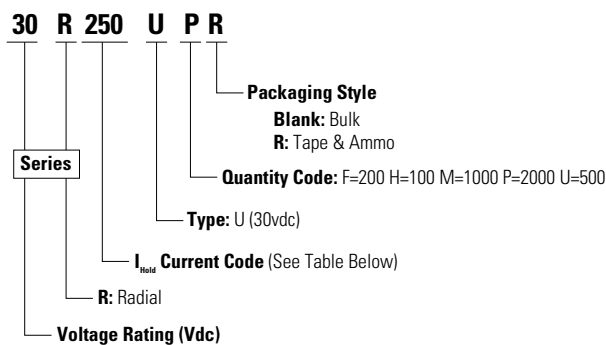 30 R 250 U P R
Packaging Style
Blank: Bulk
R: Tape & Ammo
Series
Quantity Code: F=200 H=100 M=1000 P=2000 U=500
Type: U (30vdc)
IHold Current Code (See Table Below)
R: Radial
Voltage Rating (Vdc)